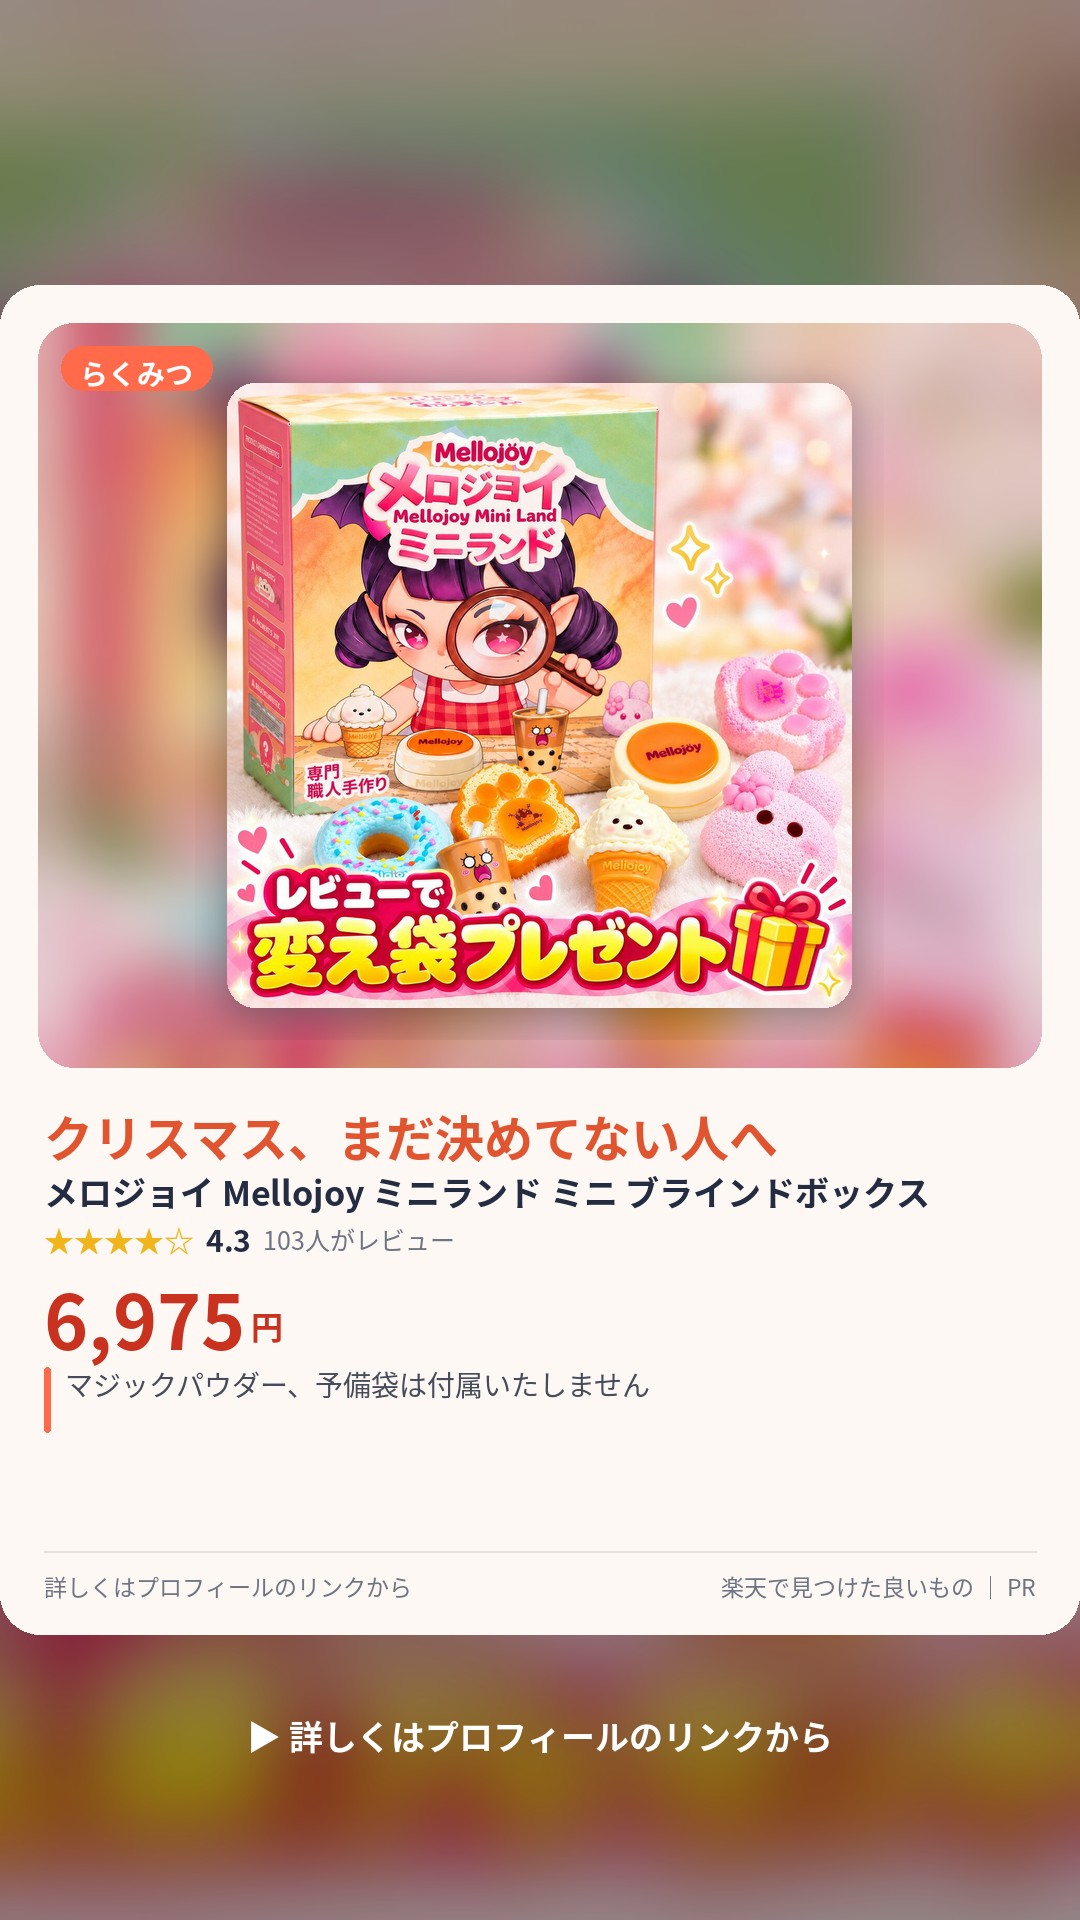 らくみつ
Mellojoy
メロジョイ
Mellojoy Mini Land
ミニランド
Mellojoy
Mellojoy
Mellojoy
専門
職人手作り
Mellojoy
Mellojoy
レビューで
変え袋プレゼント
クリスマス、まだ決めてない人へ
メロジョイ Mellojoy ミニランド ミニ ブラインドボックス
★★★★☆ 4.3 103人がレビュー
6,975円
マジックパウダー、予備袋は付属いたしません
詳しくはプロフィールのリンクから
楽天で見つけた良いもの | PR
▶ 詳しくはプロフィールのリンクから